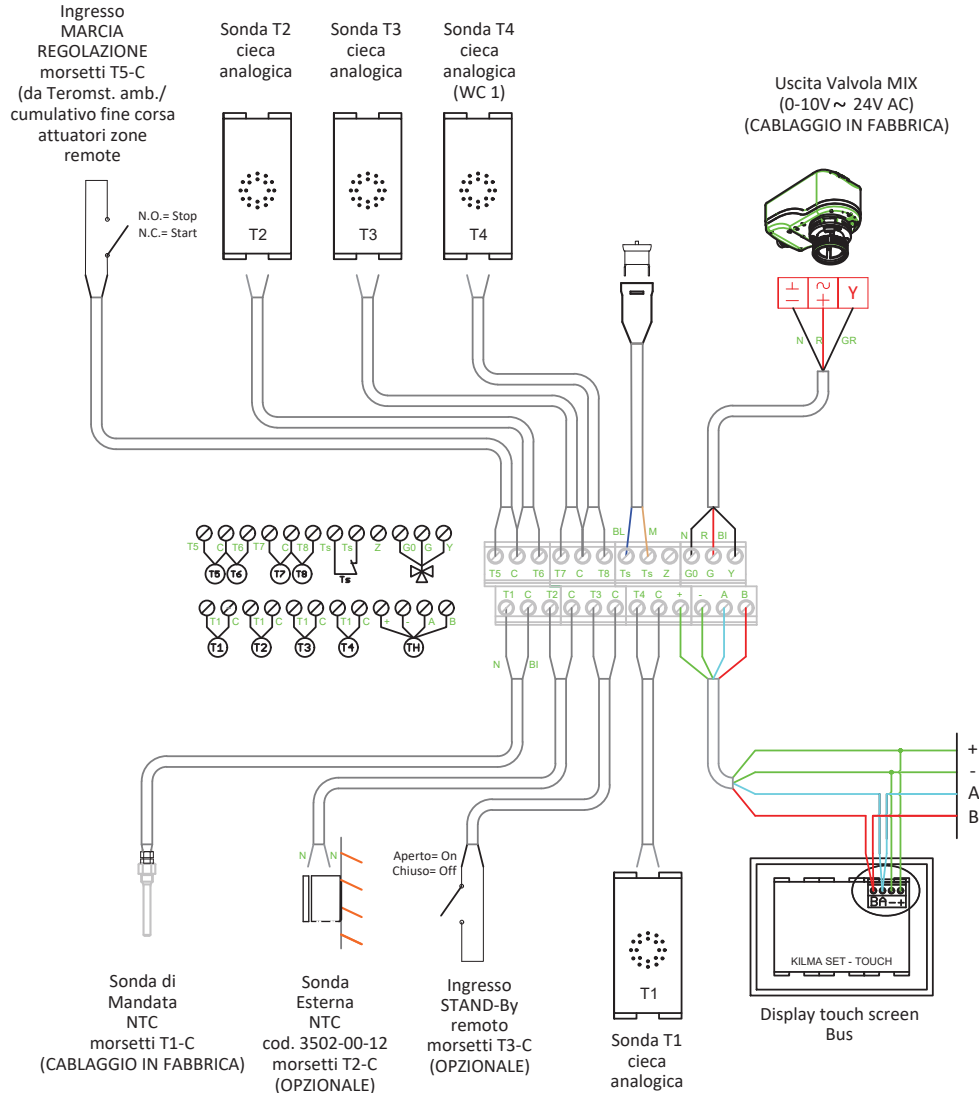 Ingresso
MARCIA
REGOLAZIONE
morsetti T5-C
(da Teromst. amb./
cumulativo fine corsa
attuatori zone
remote
Sonda T2
cieca
analogica
Sonda T3
cieca
analogica
Sonda T4
cieca
analogica
(WC 1)
Uscita Valvola MIX
(0-10V ~ 24V AC)
(CABLAGGIO IN FABBRICA)
N.O.= Stop
N.C.= Start
T2
T3
T4
Y
N R GR
BL M
N R BI
T5 C T6 T7 C T8 Ts Ts Z G0 G Y
T5 T6 T7 T8 Ts
T5 C T6 T7 C T8 Ts Ts Z G0 G Y
T1 C T2 C T3 C T4 C + - A B
T1 C T1 C T1 C T1 C + - A B
T1 T2 T3 T4 TH
N BI
+
-
A
B
N N
Aperto= On
Chiuso= Off
B A - +
KILMA SET - TOUCH
T1
Sonda di
Mandata
NTC
morsetti T1-C
(CABLAGGIO IN FABBRICA)
Sonda
Esterna
NTC
cod. 3502-00-12
morsetti T2-C
(OPZIONALE)
Ingresso
STAND-By
remoto
morsetti T3-C
(OPZIONALE)
Sonda T1
cieca
analogica
Display touch screen
Bus